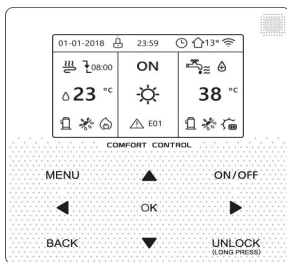 01-01-2018 23:59 13°
08:00 ON
23 °C 38 °C
E01
COMFORT CONTROL
MENU ON/OFF
OK
BACK UNLOCK
(LONG PRESS)